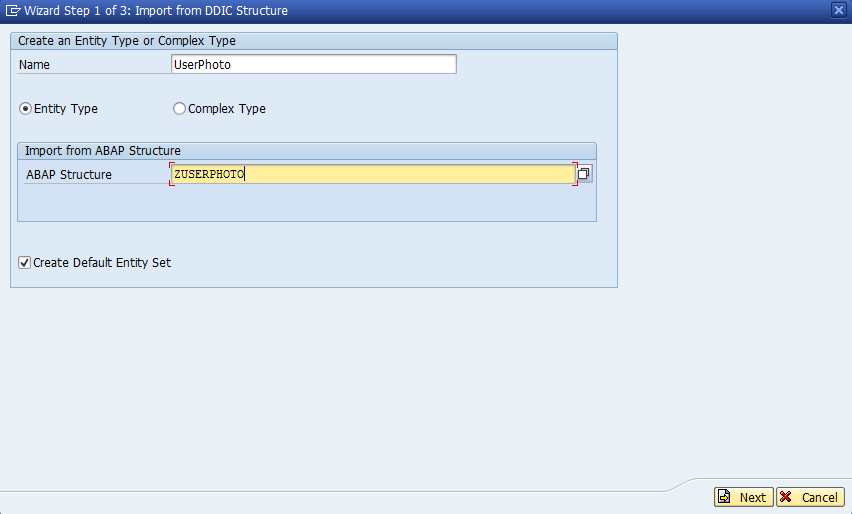 Wizard Step 1 of 3: Import from DDIC Structure
Create an Entity Type or Complex Type
Name UserPhoto
Entity Type Complex Type
Import from ABAP Structure
ABAP Structure ZUSERPHOTO
Create Default Entity Set
Next Cancel